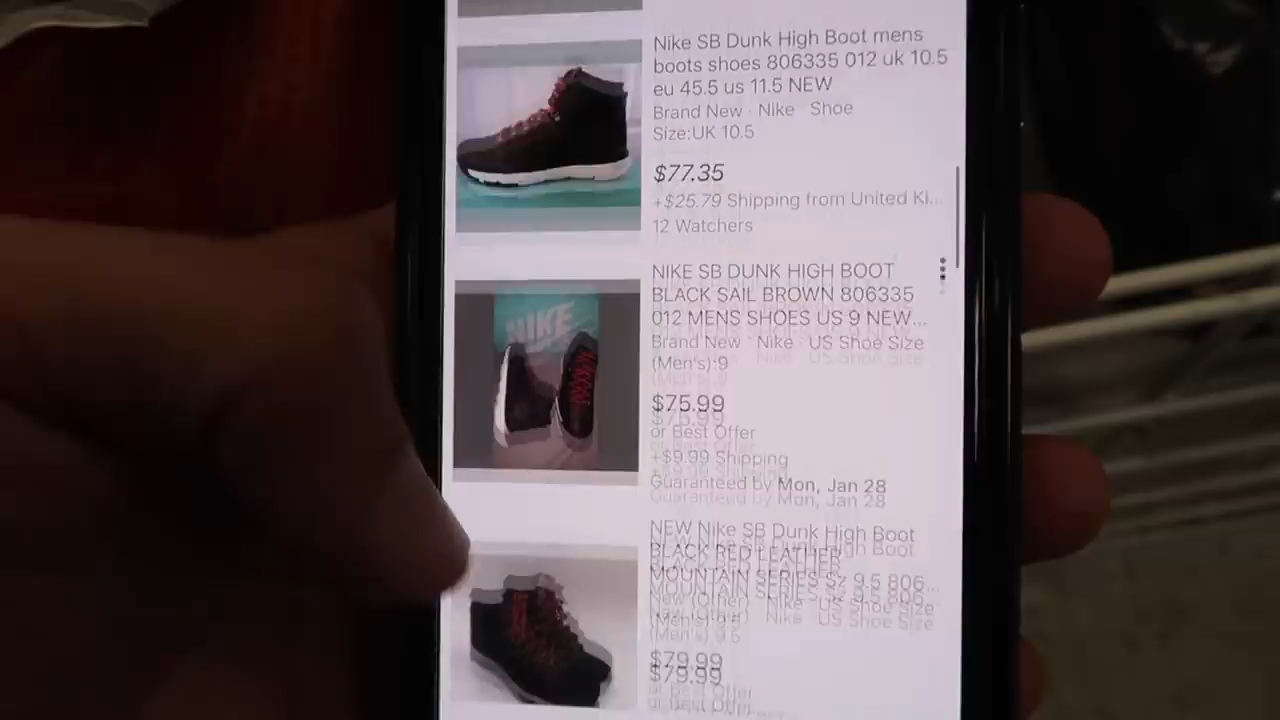 Nike SB Dunk High Boot mens
boots shoes 806335 012 uk 10.5
eu 45.5 us 11.5 NEW
Brand New · Nike · Shoe
Size:UK 10.5
$77.35
+$25.79 Shipping from United Ki...
12 Watchers
NIKE
NIKE SB DUNK HIGH BOOT
BLACK SAIL BROWN 806335
012 MENS SHOES US 9 NEW...
Brand New · Nike · US Shoe Size
(Men's):9
$75.99
or Best Offer
+$9.99 Shipping
Guaranteed by Mon, Jan 28
NEW Nike SB Dunk High Boot
BLACK RED LEATHER
MOUNTAIN SERIES Sz 9.5 806...
New (Other) · Nike · US Shoe Size
(Men's):9.5
$79.99
or Best Offer